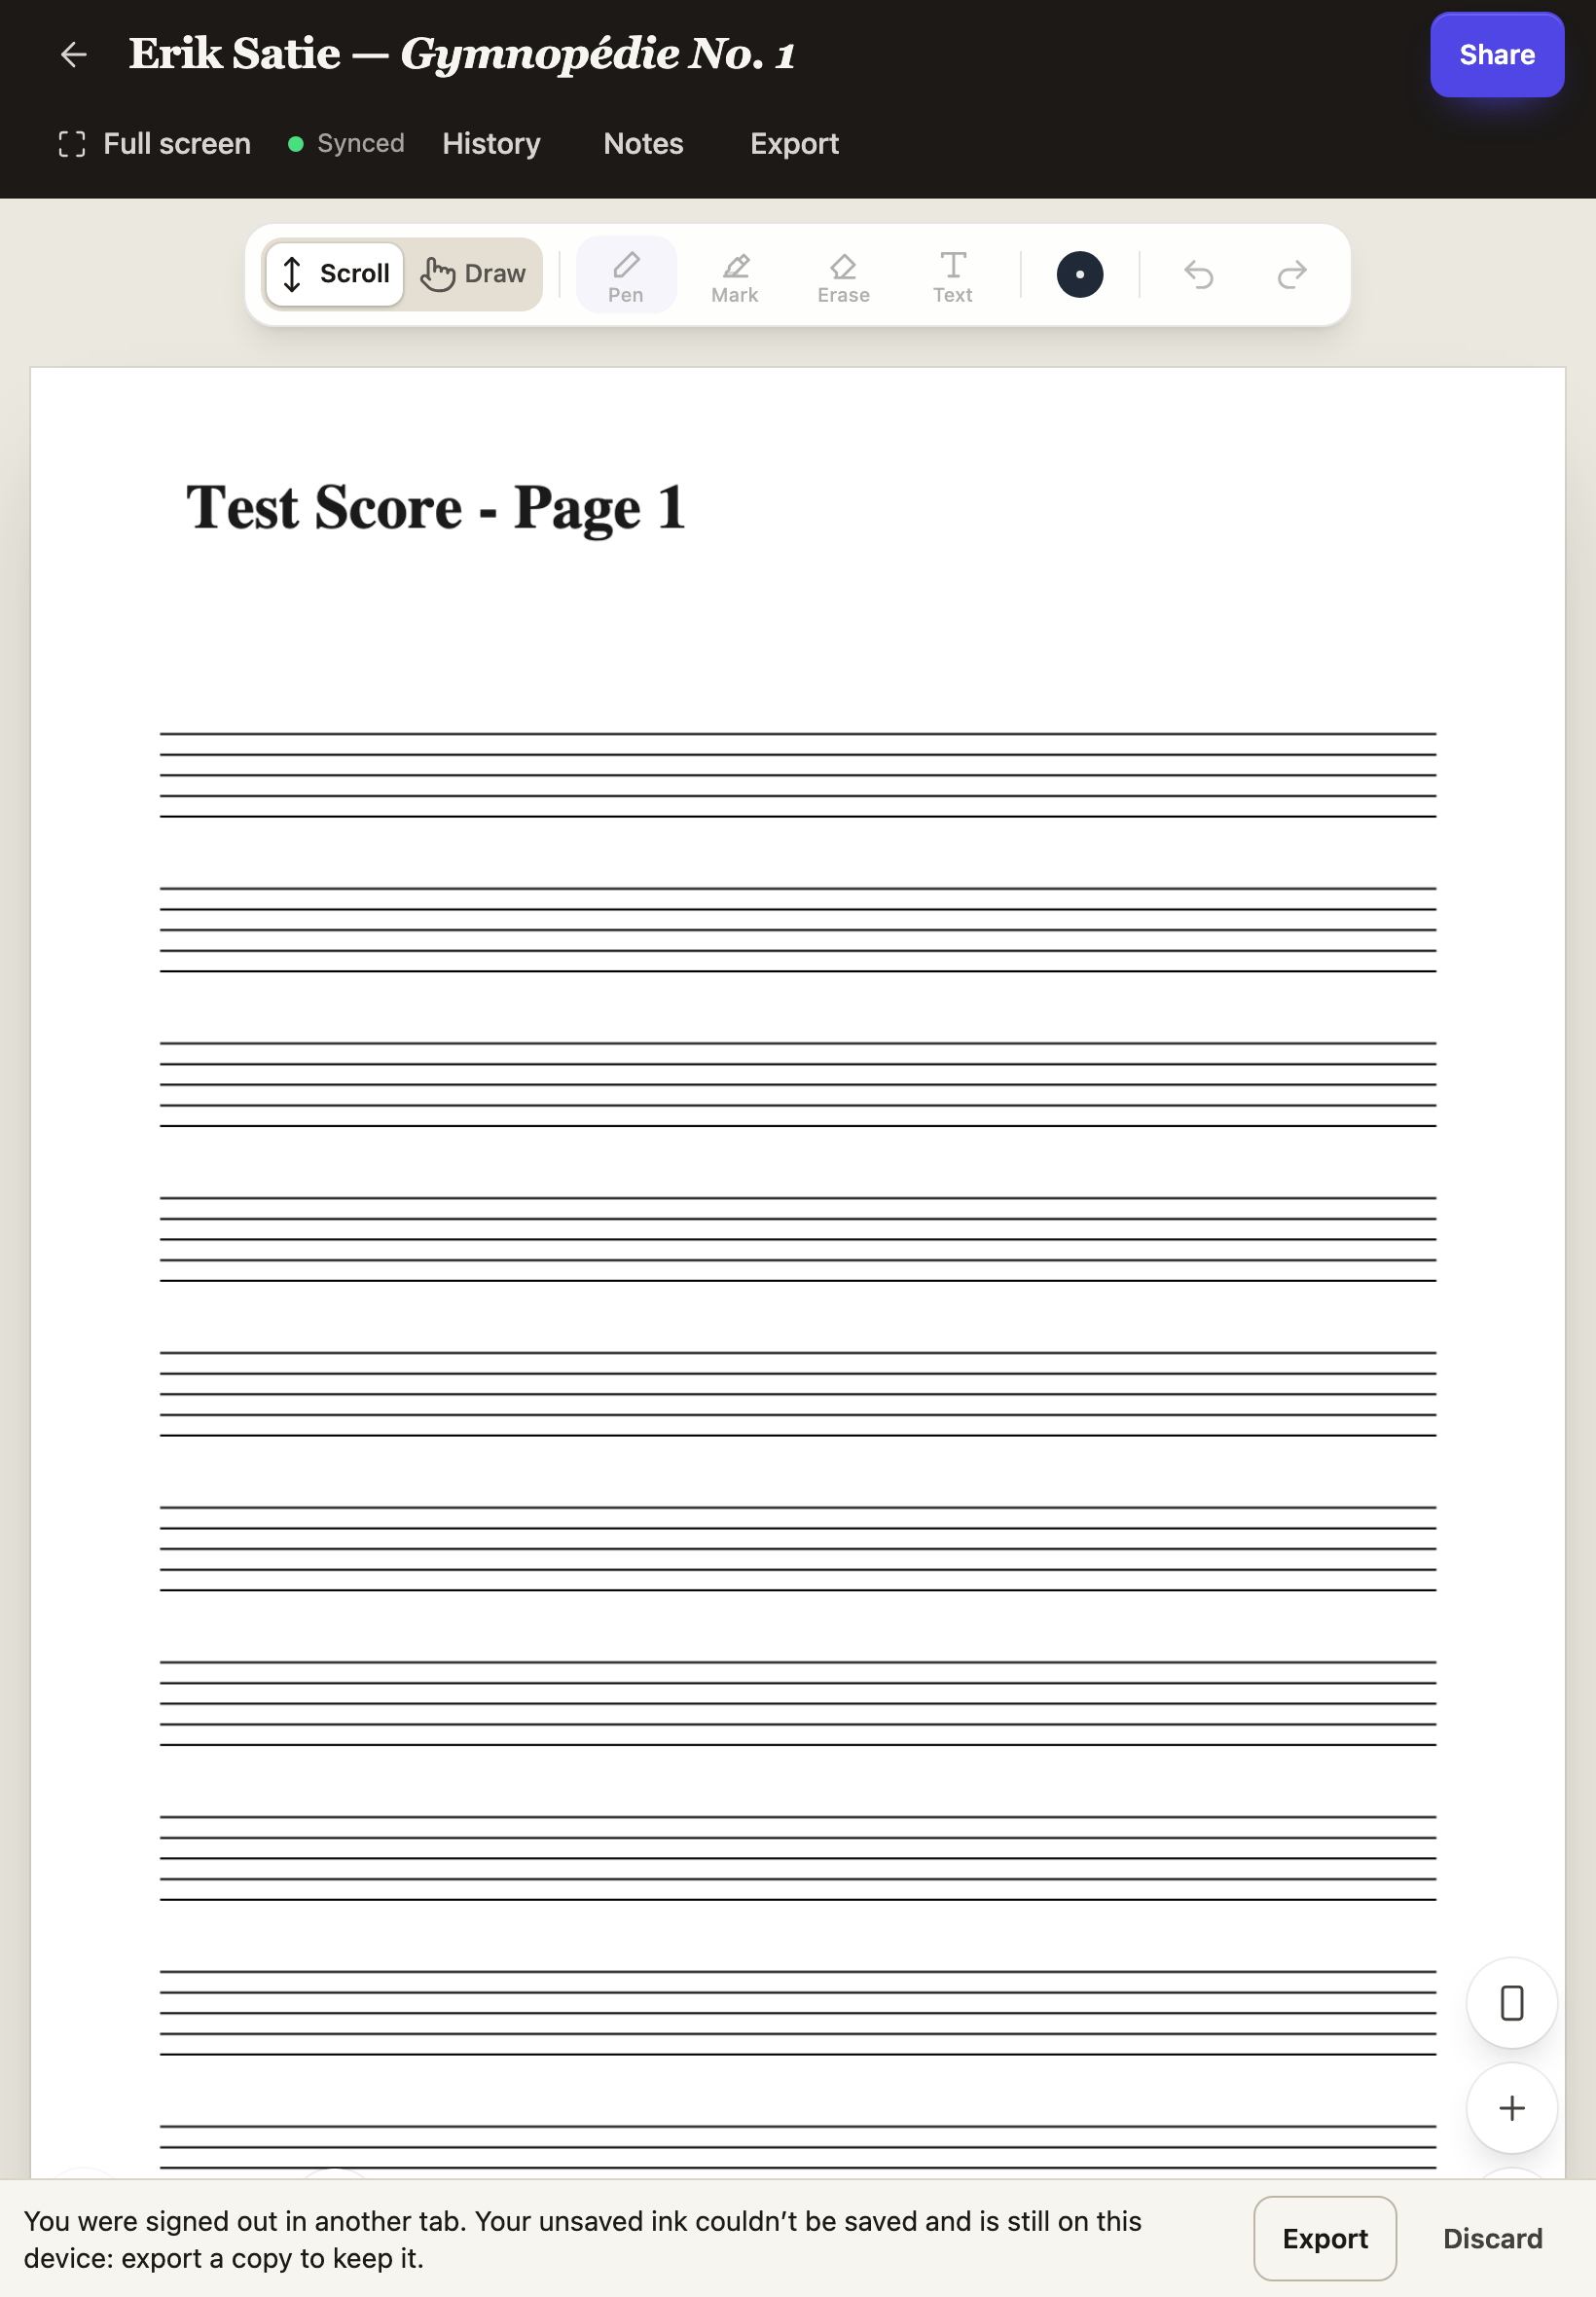 Erik Satie — Gymnopédie No. 1
Share
Full screen
Synced
History
Notes
Export
Scroll
Draw
Pen
Mark
Erase
Text
Test Score - Page 1
You were signed out in another tab. Your unsaved ink couldn’t be saved and is still on this
device: export a copy to keep it.
Export
Discard